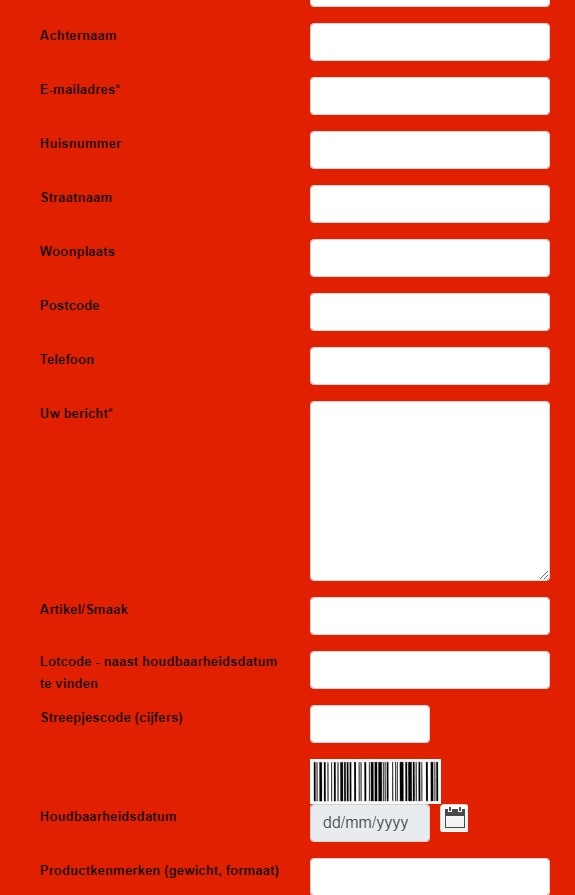 Achternaam
E-mailadres*
Huisnummer
Straatnaam
Woonplaats
Postcode
Telefoon
Uw bericht*
Artikel/Smaak
Lotcode - naast houdbaarheidsdatum
te vinden
Streepjescode (cijfers)
Houdbaarheidsdatum
dd/mm/yyyy
Productkenmerken (gewicht, formaat)